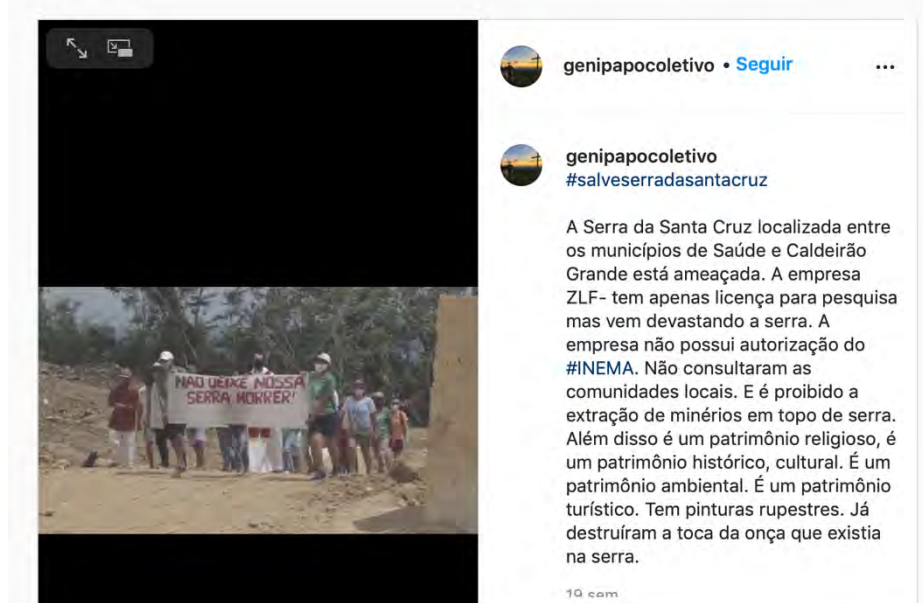 genipapocoletivo • Seguir
...
genipapocoletivo
#salveserradasantacruz
A Serra da Santa Cruz localizada entre
os municípios de Saúde e Caldeirão
Grande está ameaçada. A empresa
ZLF- tem apenas licença para pesquisa
mas vem devastando a serra. A
empresa não possui autorização do
#INEMA. Não consultaram as
comunidades locais. E é proibido a
extração de minérios em topo de serra.
Além disso é um patrimônio religioso, é
um patrimônio histórico, cultural. É um
patrimônio ambiental. É um patrimônio
turístico. Tem pinturas rupestres. Já
destruíram a toca da onça que existia
na serra.
19 sem
NÃO DEIXE NOSSA
SERRA MORRER!